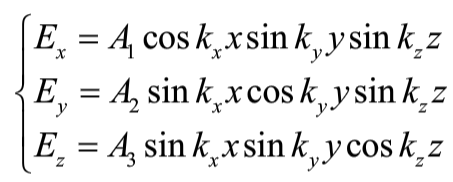 E_x = A_1 cos k_x x sin k_y y sin k_z z
E_y = A_2 sin k_x x cos k_y y sin k_z z
E_z = A_3 sin k_x x sin k_y y cos k_z z